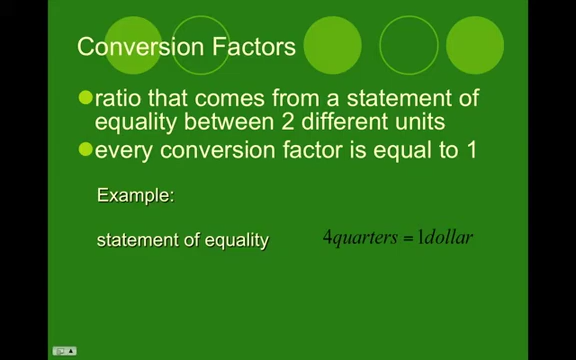 Conversion Factors
ratio that comes from a statement of
equality between 2 different units
every conversion factor is equal to 1
Example:
statement of equality 4quarters = 1dollar